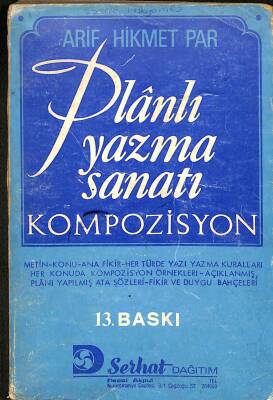 ARİF HİKMET PAR
Plânlı
yazma
sanatı
KOMPOZİSYON
METİN-KONU-ANA FİKİR-HER TÜRDE YAZI YAZMA KURALLARI
HER KONUDA KOMPOZİSYON ÖRNEKLERİ-AÇIKLANMIŞ,
PLÂNI YAPILMIŞ ATA SÖZLERİ-FİKİR VE DUYGU BAHÇELERİ
13. BASKI
Serhat DAĞITIM
TEL